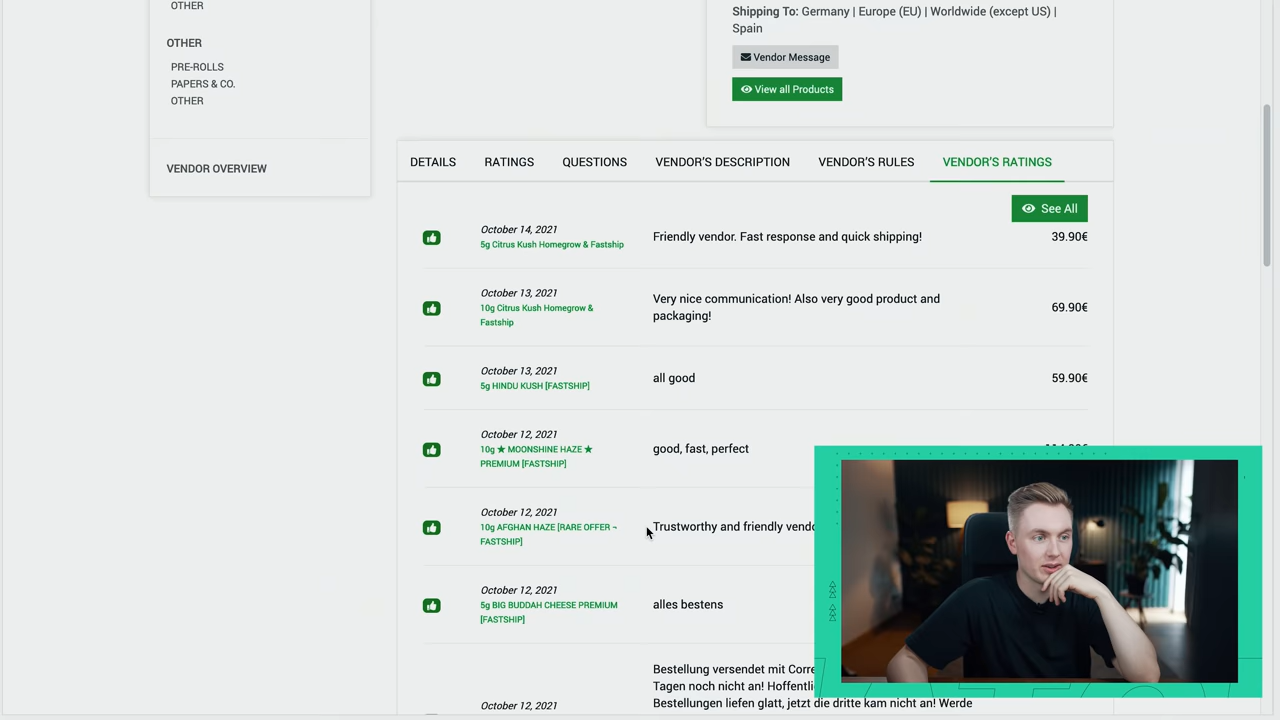 OTHER
OTHER
PRE-ROLLS
PAPERS & CO.
OTHER
VENDOR OVERVIEW
Shipping To: Germany | Europe (EU) | Worldwide (except US) |
Spain
Vendor Message
View all Products
DETAILS RATINGS QUESTIONS VENDOR'S DESCRIPTION VENDOR'S RULES VENDOR'S RATINGS
See All
October 14, 2021
5g Citrus Kush Homegrow & Fastship
Friendly vendor. Fast response and quick shipping!
39.90€
October 13, 2021
10g Citrus Kush Homegrow &
Fastship
Very nice communication! Also very good product and
packaging!
69.90€
October 13, 2021
5g HINDU KUSH [FASTSHIP]
all good
59.90€
October 12, 2021
10g ★ MOONSHINE HAZE ★
PREMIUM [FASTSHIP]
good, fast, perfect
October 12, 2021
10g AFGHAN HAZE [RARE OFFER ~
FASTSHIP]
Trustworthy and friendly
October 12, 2021
5g BIG BUDDAH CHEESE PREMIUM
[FASTSHIP]
alles bestens
October 12, 2021
Bestellung versendet mit
Tagen noch nicht an!
Bestellungen liefen glatt, jetzt die dritte kam nicht an! Werde